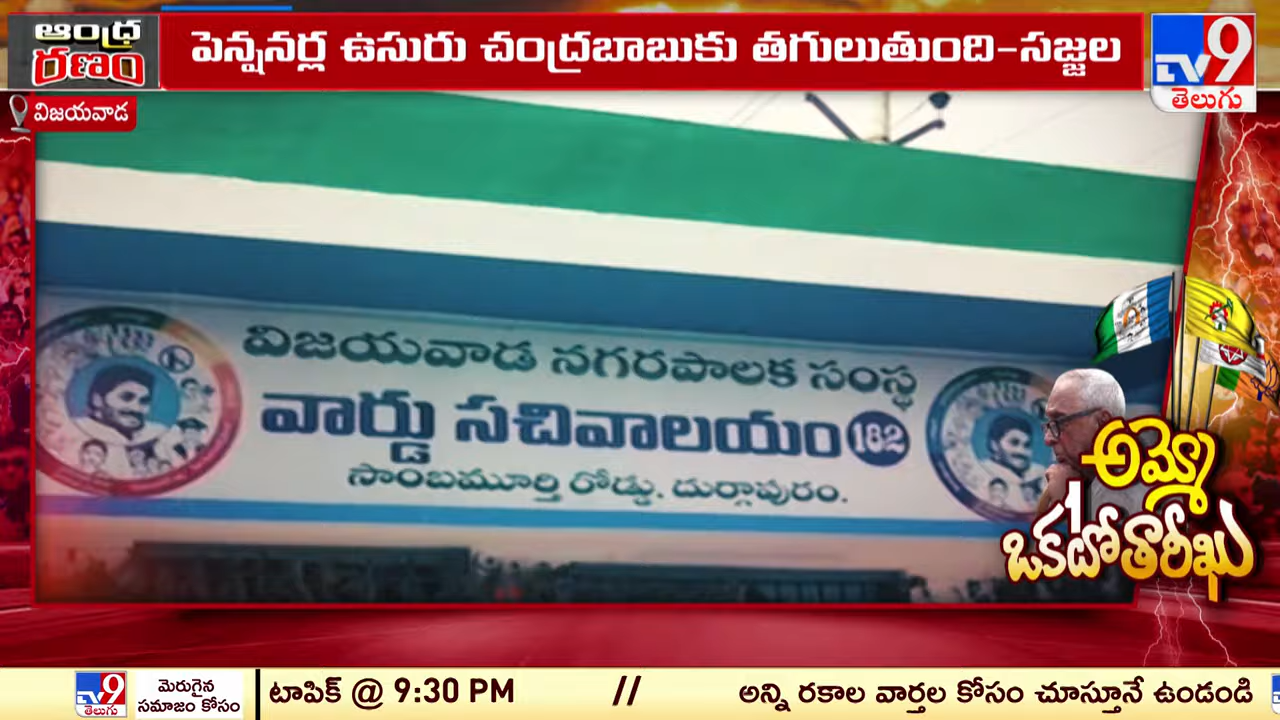 ఆంధ్ర
రణం
పెన్షనర్ల ఉసురు చంద్రబాబుకు తగులుతుంది-సజ్జల
TV9
తెలుగు
విజయవాడ
విజయవాడ నగరపాలక సంస్థ
వార్డు సచివాలయం 182
సాంబమూర్తి రోడ్డు. దుర్గాపురం.
అమ్మో
1
ఒకటోతారీఖు
TV9
తెలుగు
మెరుగైన
సమాజం కోసం
టాపిక్ @ 9:30 PM // అన్ని రకాల వార్తల కోసం చూస్తూనే ఉండండి